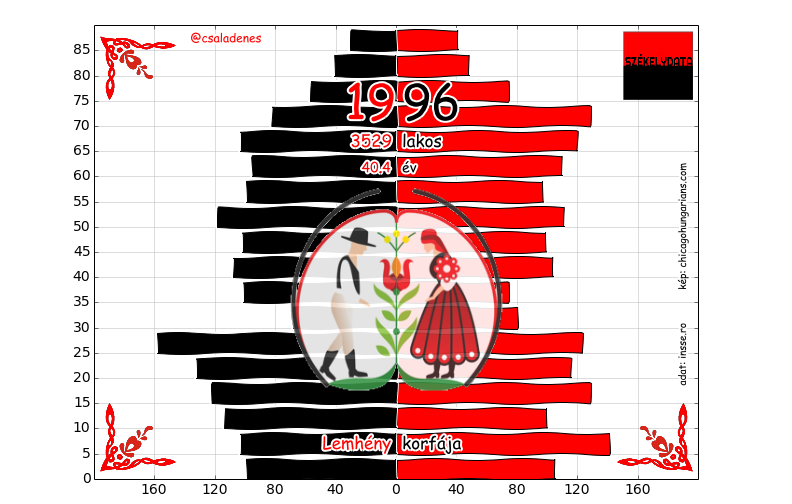 @csaladenes
SZÉKELYDATA
1996
3529 lakos
40.4 év
kép: chicagohungarians.com
adat: insse.ro
Lemhény korfája
85
80
75
70
65
60
55
50
45
40
35
30
25
20
15
10
5
0
160 120 80 40 0 40 80 120 160